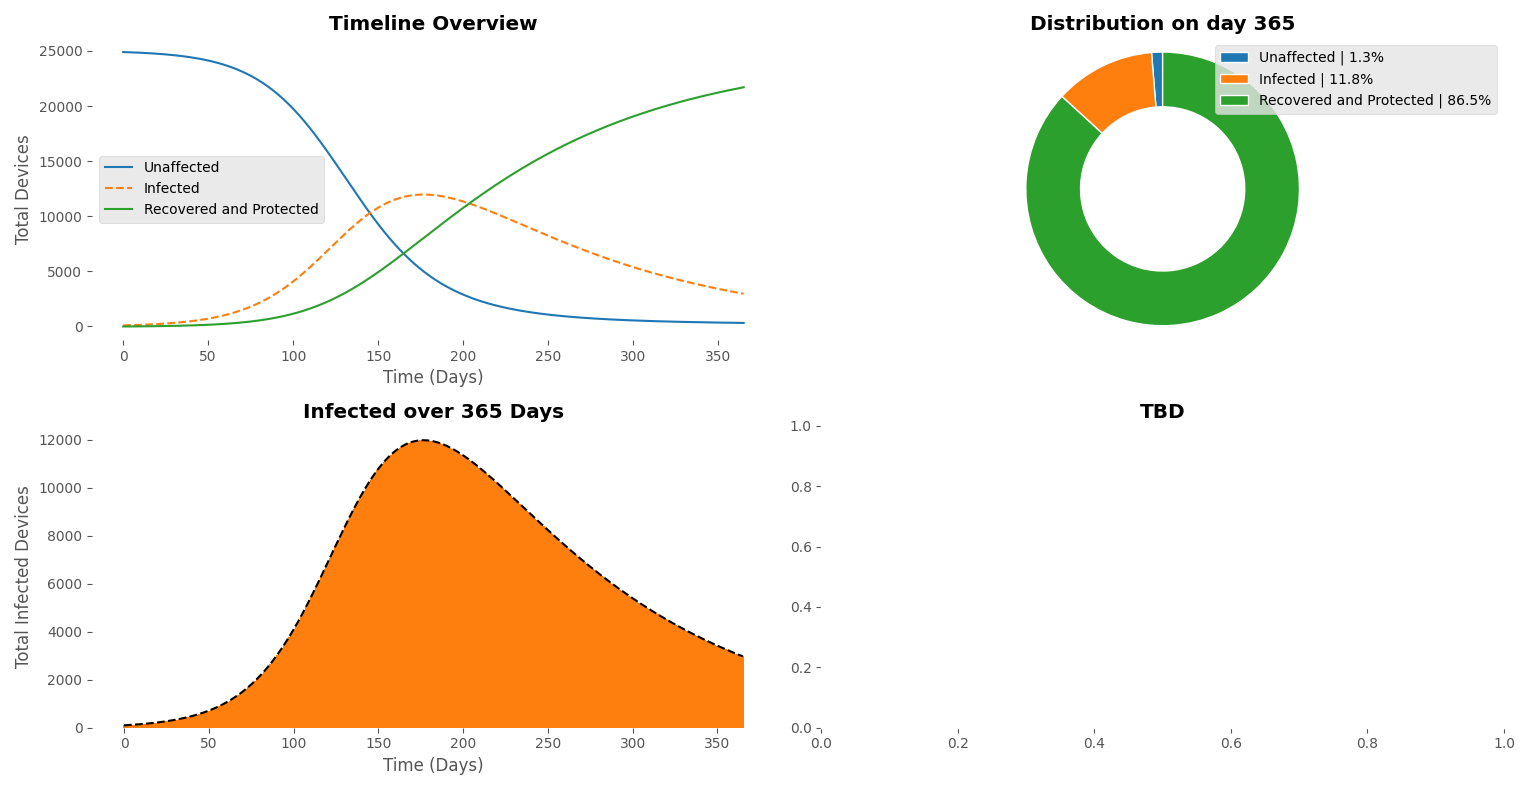 Timeline Overview
25000
20000
15000
10000
5000
0
Total Devices
Unaffected
Infected
Recovered and Protected
0 50 100 150 200 250 300 350
Time (Days)
Distribution on day 365
Unaffected | 1.3%
Infected | 11.8%
Recovered and Protected | 86.5%
Infected over 365 Days
12000
10000
8000
6000
4000
2000
0
Total Infected Devices
0 50 100 150 200 250 300 350
Time (Days)
TBD
1.0
0.8
0.6
0.4
0.2
0.0
0.0 0.2 0.4 0.6 0.8 1.0